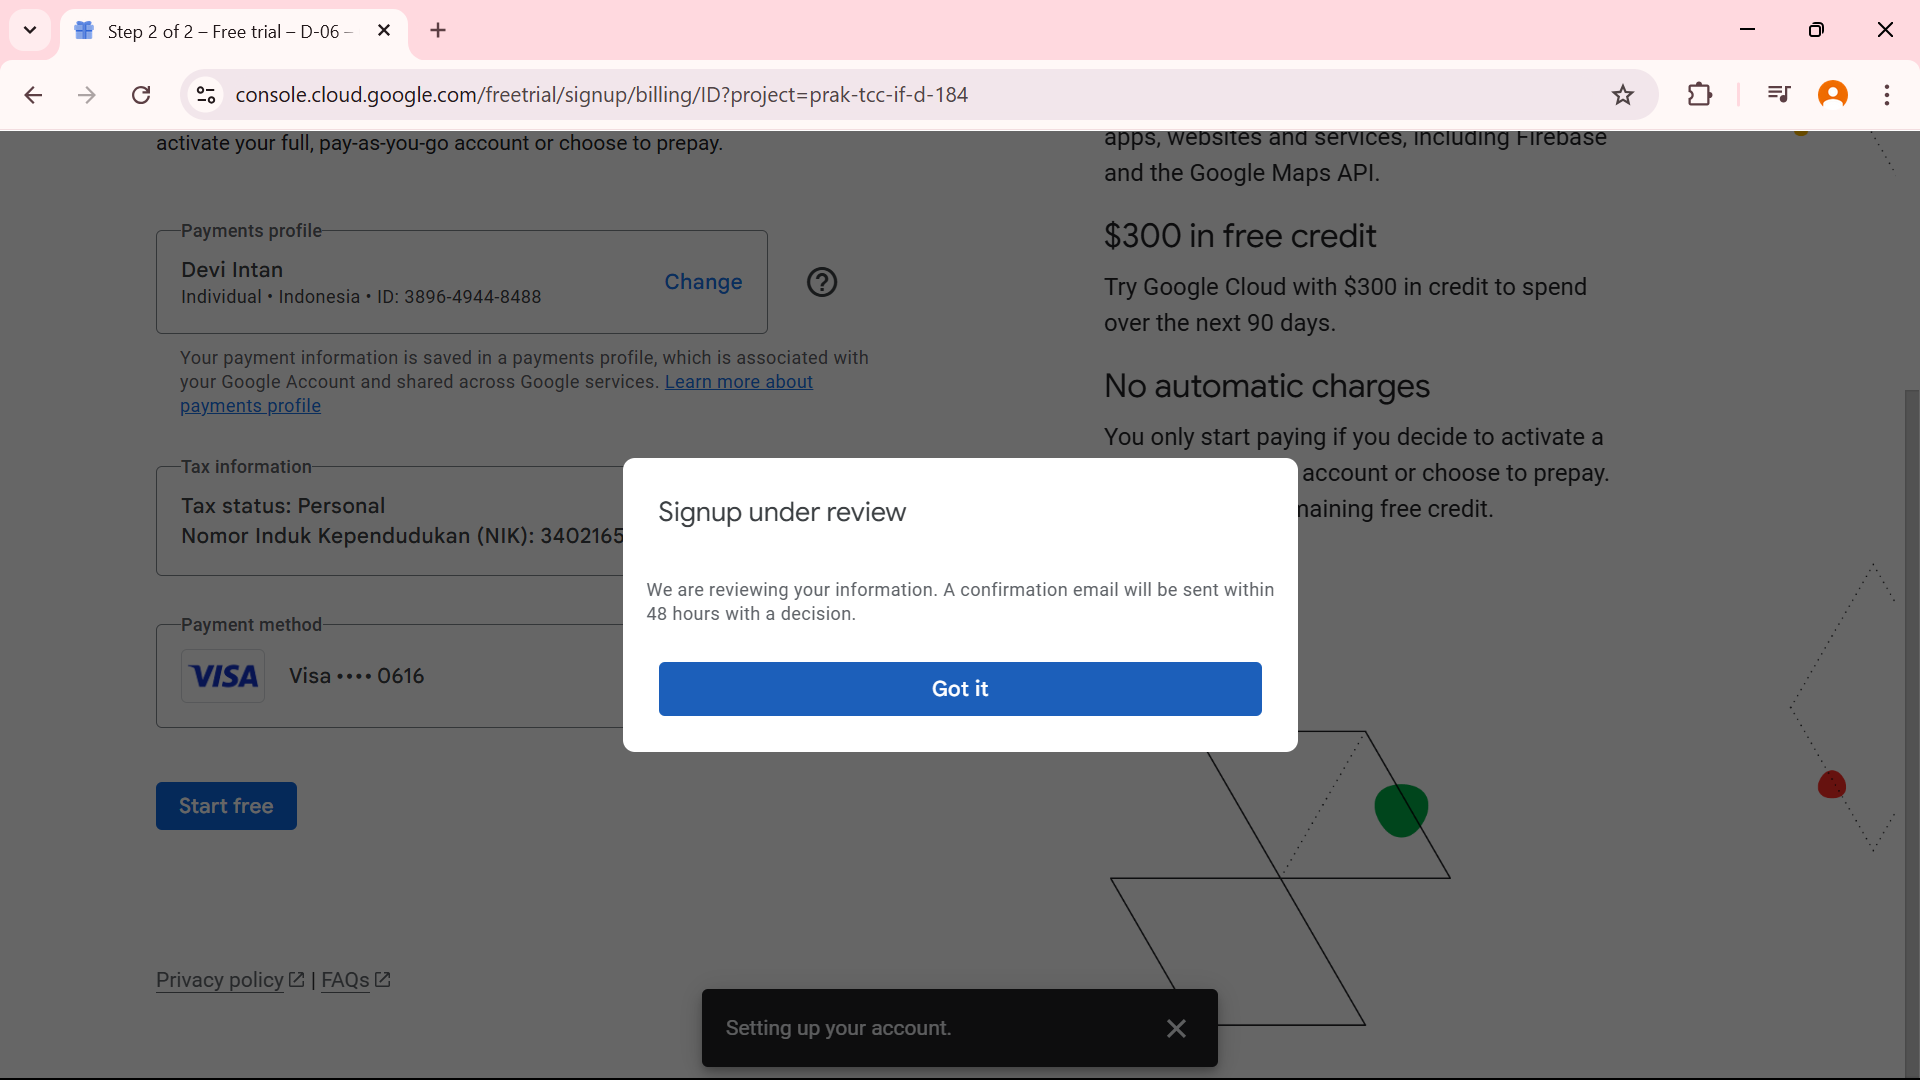 Step 2 of 2 – Free trial – D-06 –
console.cloud.google.com/freetrial/signup/billing/ID?project=prak-tcc-if-d-184
activate your full, pay-as-you-go account or choose to prepay.
Payments profile
Devi Intan
Individual • Indonesia • ID: 3896-4944-8488
Change
Your payment information is saved in a payments profile, which is associated with
your Google Account and shared across Google services. Learn more about
payments profile
Tax information
Tax status: Personal
Nomor Induk Kependudukan (NIK): 3402165
Payment method
VISA
Visa •••• 0616
Start free
Privacy policy | FAQs
apps, websites and services, including Firebase
and the Google Maps API.
$300 in free credit
Try Google Cloud with $300 in credit to spend
over the next 90 days.
No automatic charges
You only start paying if you decide to activate a
account or choose to prepay.
maining free credit.
Signup under review
We are reviewing your information. A confirmation email will be sent within
48 hours with a decision.
Got it
Setting up your account.